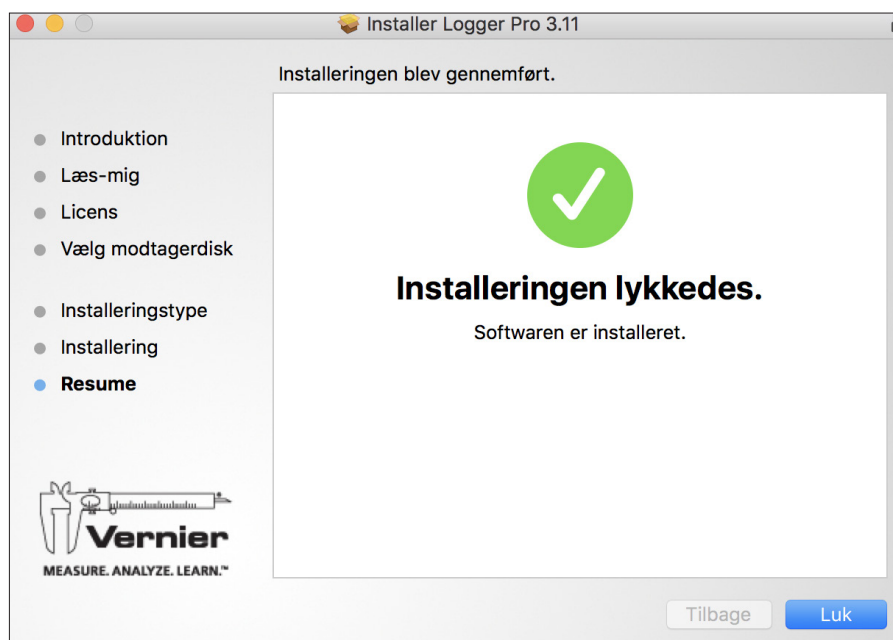 Installer Logger Pro 3.11
Installeringen blev gennemført.
Introduktion
Læs-mig
Licens
Vælg modtagerdisk
Installeringstype
Installering
Resume
Installeringen lykkedes.
Softwaren er installeret.
Vernier
MEASURE. ANALYZE. LEARN.™
Tilbage
Luk